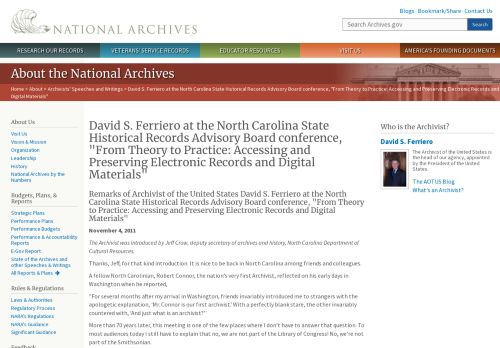 Blogs · Bookmark/Share · Contact Us
NATIONAL ARCHIVES
Search Archives.gov
Search
RESEARCH OUR RECORDS
VETERANS' SERVICE RECORDS
EDUCATOR RESOURCES
VISIT US
AMERICA'S FOUNDING DOCUMENTS
About the National Archives
Home > About > Archivists' Speeches and Writings > David S. Ferriero at the North Carolina State Historical Records Advisory Board conference, "From Theory to Practice: Accessing and Preserving Electronic Records and
Digital Materials"
About Us
Visit Us
Vision & Mission
Organization
Leadership
History
National Archives by the
Numbers
Budgets, Plans, &
Reports
Strategic Plans
Performance Plans
Performance Budgets
Performance & Accountability
Reports
E-Gov Report
State of the Archives and
other Speeches & Writings
All Reports & Plans
Rules & Regulations
Laws & Authorities
Regulatory Process
NARA's Regulations
NARA's Guidance
Significant Guidance
Feedback
David S. Ferriero at the North Carolina State
Historical Records Advisory Board conference,
"From Theory to Practice: Accessing and
Preserving Electronic Records and Digital
Materials"
Remarks of Archivist of the United States David S. Ferriero at the North
Carolina State Historical Records Advisory Board conference, "From Theory
to Practice: Accessing and Preserving Electronic Records and Digital
Materials"
November 4, 2011
The Archivist was introduced by Jeff Crow, deputy secretary of archives and history, North Carolina Department of
Cultural Resources.
Thanks, Jeff, for that kind introduction. It is nice to be back in North Carolina among friends and colleagues.
A fellow North Carolinian, Robert Connor, the nation's very first Archivist, reflected on his early days in
Washington when he reported,
"For several months after my arrival in Washington, friends invariably introduced me to strangers with the
apologetic explanation, 'Mr. Connor is our first archivist.' With a perfectly blank stare, the other invariably
countered with, 'And just what is an archivist?'"
More than 70 years later, this meeting is one of the few places where I don't have to answer that question. To
most audiences today I still have to explain that no, we are not part of the Library of Congress! No, we're not
part of the Smithsonian.
Who is the Archivist?
David S. Ferriero
The Archivist of the United States is
the head of our agency, appointed
by the President of the United
States.
The AOTUS Blog
What's an Archivist?